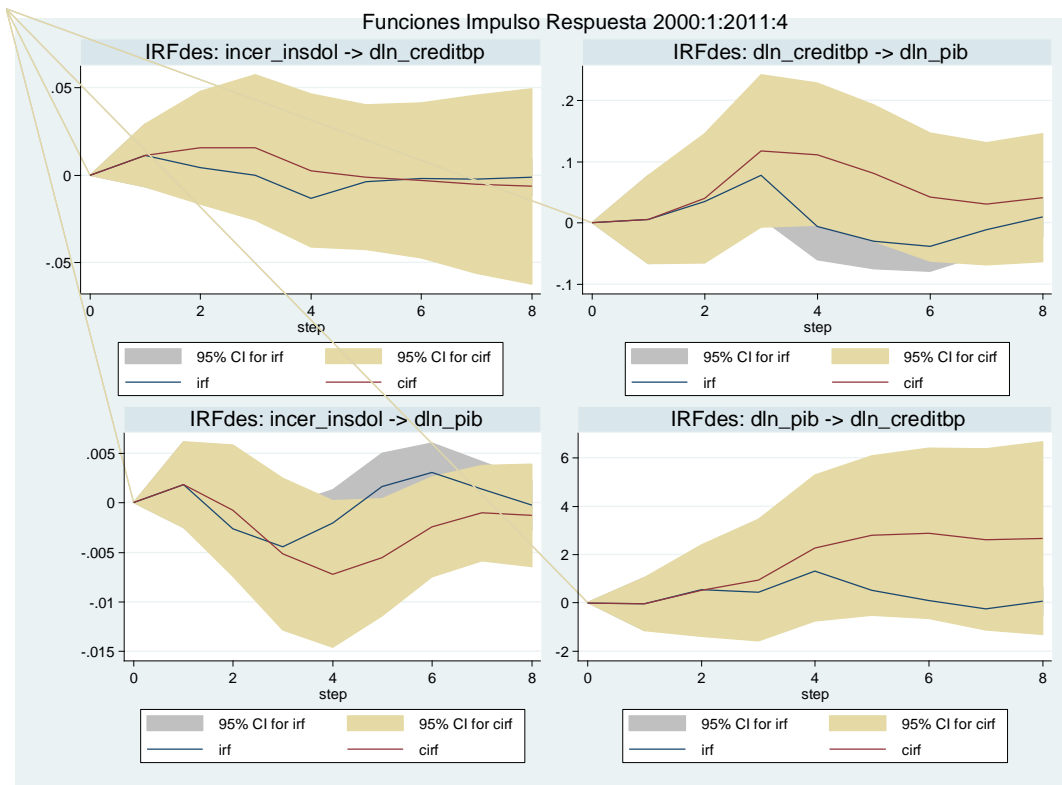 Funciones Impulso Respuesta 2000:1:2011:4
IRFdes: incer_insdol -> dln_creditbp
.05
0
-.05
0 2 4 6 8
step
95% CI for irf 95% CI for cirf
irf cirf
IRFdes: dln_creditbp -> dln_pib
.2
.1
0
-.1
0 2 4 6 8
step
95% CI for irf 95% CI for cirf
irf cirf
IRFdes: incer_insdol -> dln_pib
.005
0
-.005
-.01
-.015
0 2 4 6 8
step
95% CI for irf 95% CI for cirf
irf cirf
IRFdes: dln_pib -> dln_creditbp
6
4
2
0
-2
0 2 4 6 8
step
95% CI for irf 95% CI for cirf
irf cirf